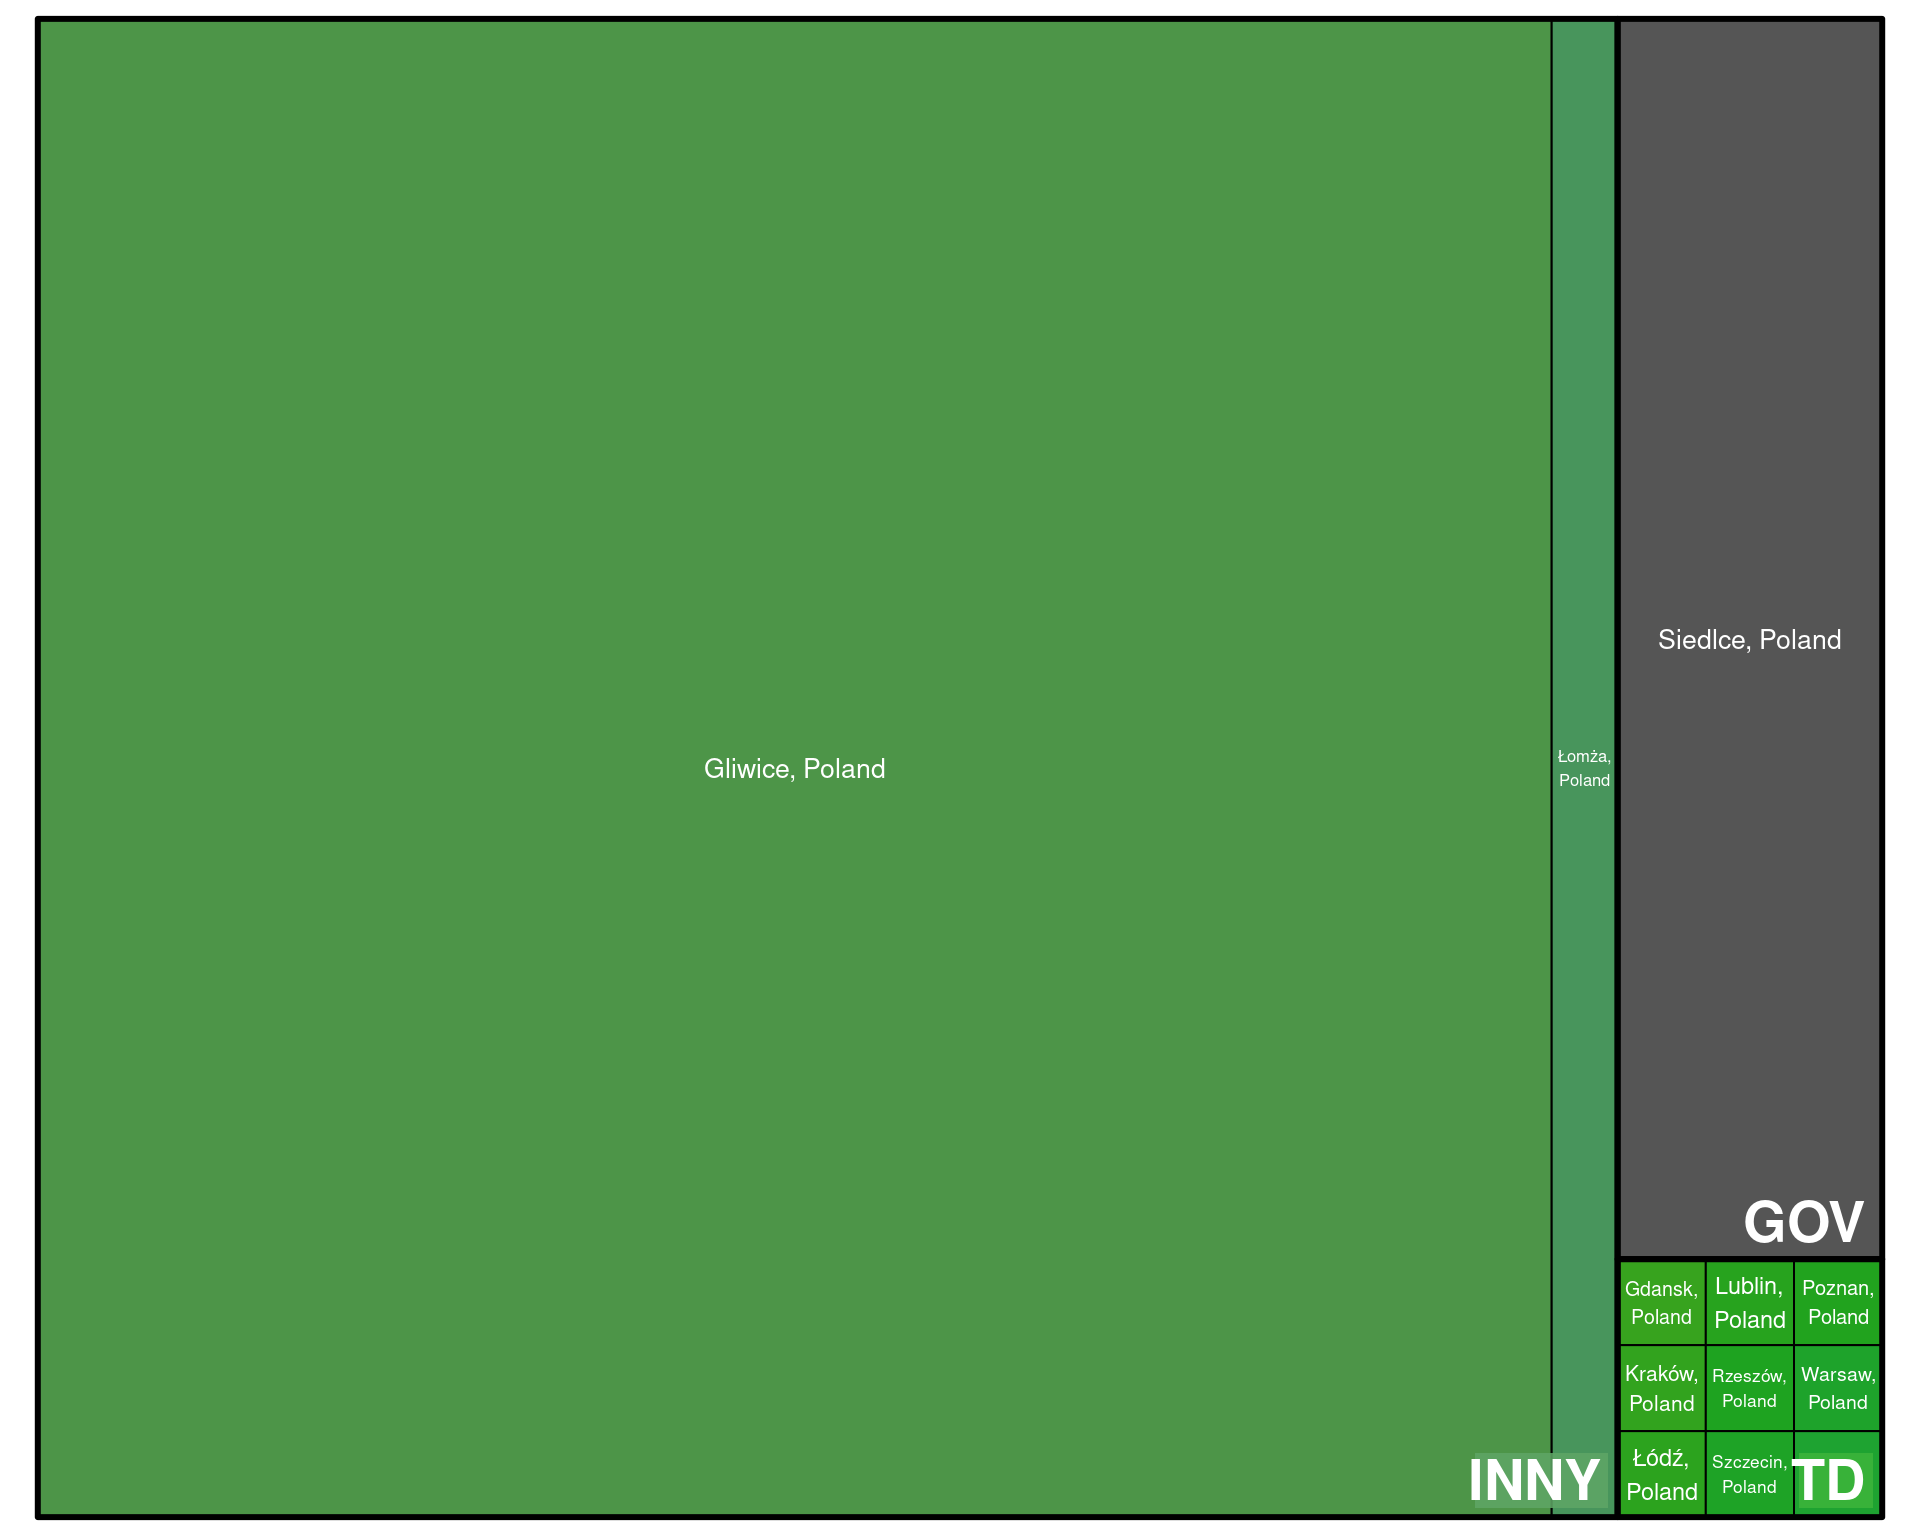 Gliwice, Poland
Łomża,
Poland
INNY
Siedlce, Poland
GOV
Gdansk,
Poland
Lublin,
Poland
Poznan,
Poland
Kraków,
Poland
Rzeszów,
Poland
Warsaw,
Poland
Łódź,
Poland
Szczecin,
Poland
TD